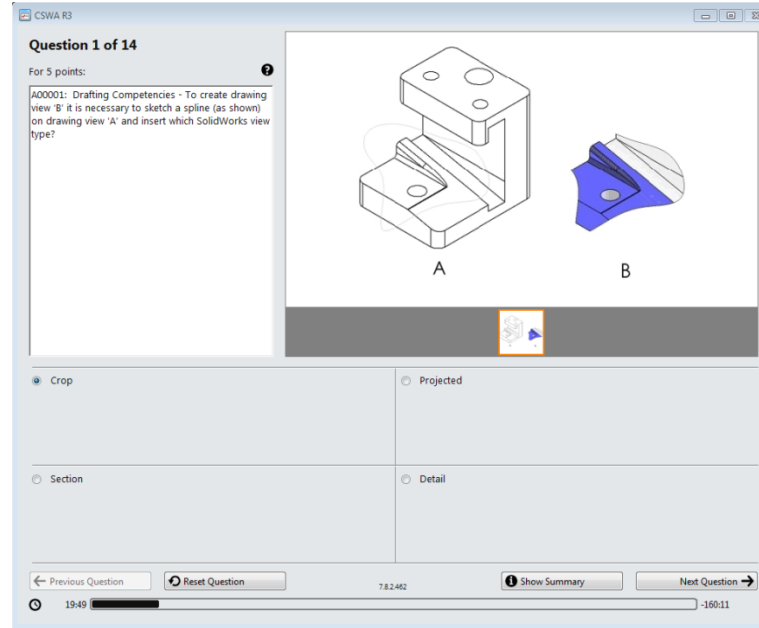 CSWA R3
Question 1 of 14
For 5 points:
A00001: Drafting Competencies - To create drawing
view 'B' it is necessary to sketch a spline (as shown)
on drawing view 'A' and insert which SolidWorks view
type?
A
B
Crop
Projected
Section
Detail
Previous Question
Reset Question
7.8.2.462
Show Summary
Next Question
19:49
-160:11